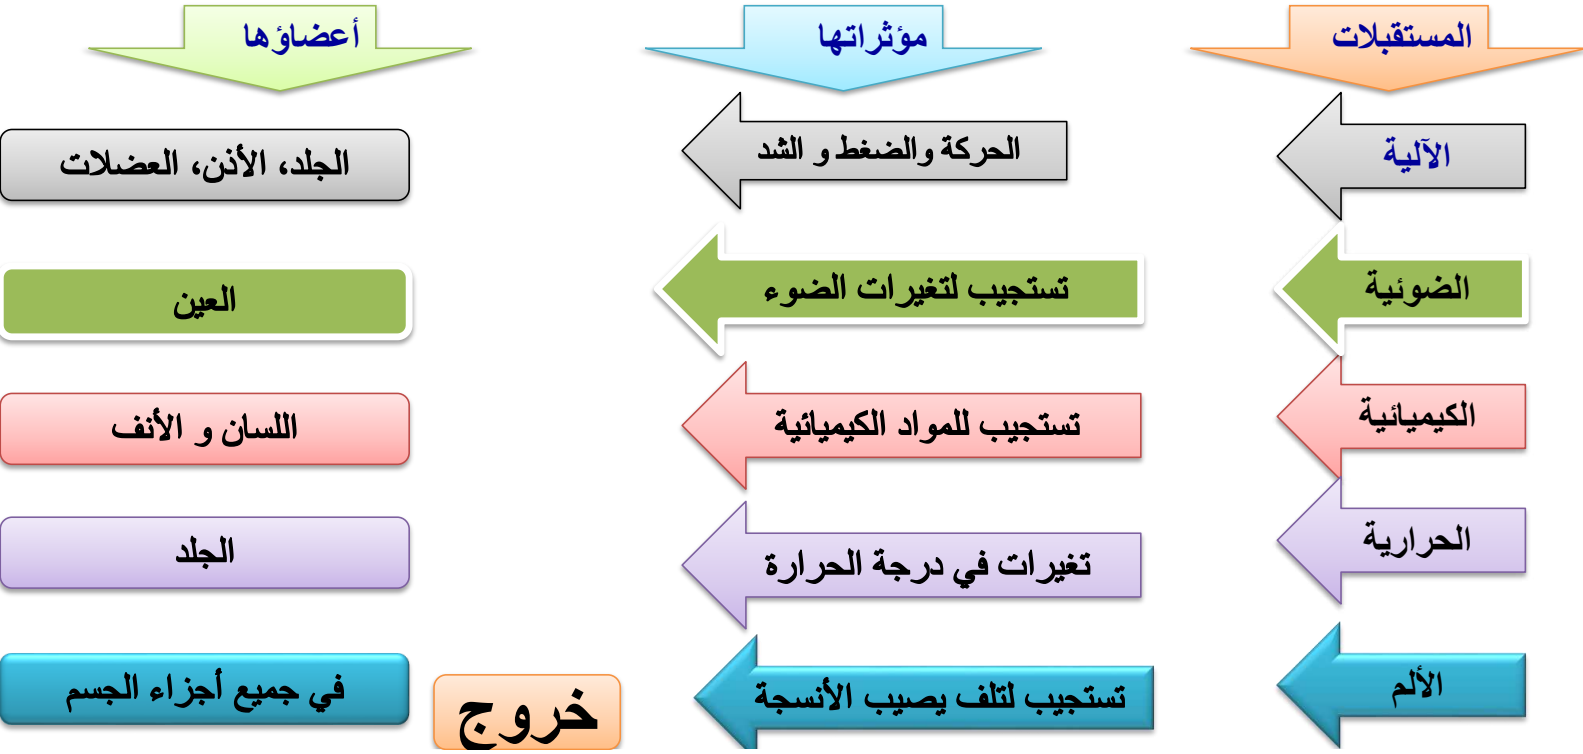 المستقبلات
مؤثراتها
أعضاؤها
الآلية
الحركة والضغط و الشد
الجلد، الأذن، العضلات
الضوئية
تستجيب لتغيرات الضوء
العين
الكيميائية
تستجيب للمواد الكيميائية
اللسان و الأنف
الحرارية
تغيرات في درجة الحرارة
الجلد
الألم
تستجيب لتلف يصيب الأنسجة
في جميع أجزاء الجسم
خروج